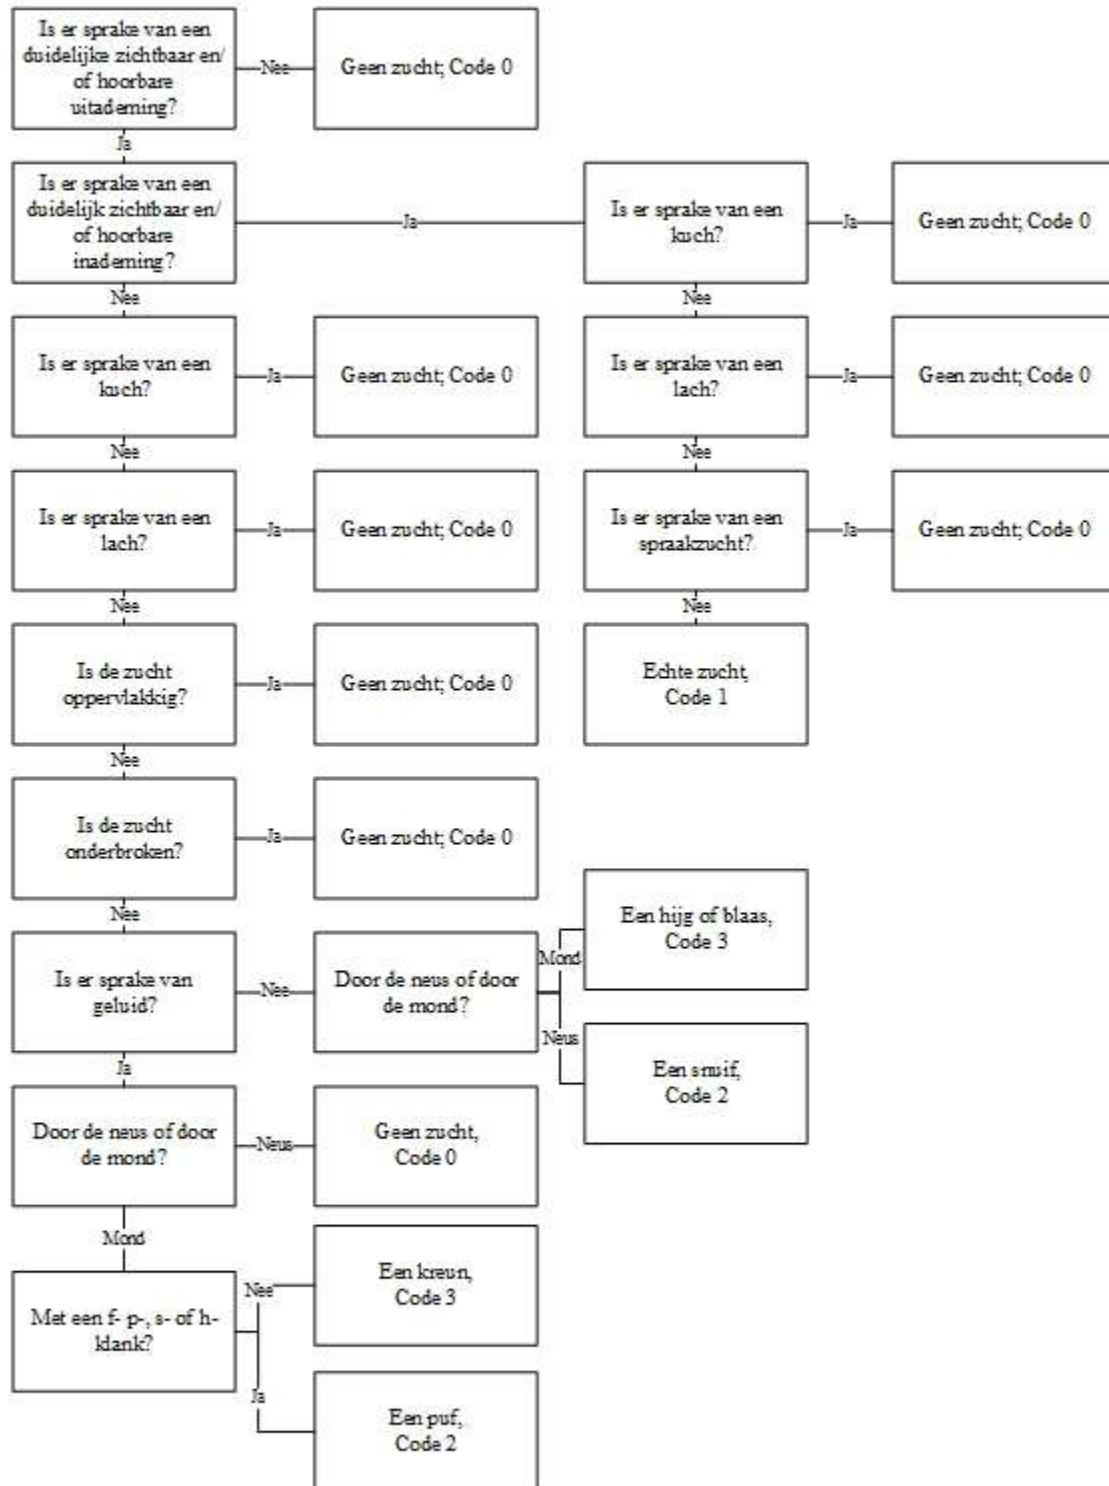 Is er sprake van een
duidelijke zichtbaar en/
of hoorbare
uitademing?
Nee
Geen zucht; Code 0
Ja
Is er sprake van een
duidelijk zichtbaar en/
of hoorbare
inademing?
Ja
Is er sprake van een
kuch?
Ja
Geen zucht; Code 0
Nee
Nee
Is er sprake van een
kuch?
Ja
Geen zucht; Code 0
Is er sprake van een
lach?
Ja
Geen zucht; Code 0
Nee
Nee
Is er sprake van een
lach?
Ja
Geen zucht; Code 0
Is er sprake van een
spraakzucht?
Ja
Geen zucht; Code 0
Nee
Nee
Is de zucht
oppervlakkig?
Ja
Geen zucht; Code 0
Echte zucht,
Code 1
Nee
Is de zucht
onderbroken?
Ja
Geen zucht; Code 0
Nee
Is er sprake van
geluid?
Nee
Door de neus of door
de mond?
Mond
Een hijg of blaas,
Code 3
Neus
Een snuif,
Code 2
Ja
Door de neus of door
de mond?
Neus
Geen zucht,
Code 0
Mond
Met een f- p-, s- of h-
klank?
Nee
Een kreun,
Code 3
Ja
Een puf,
Code 2